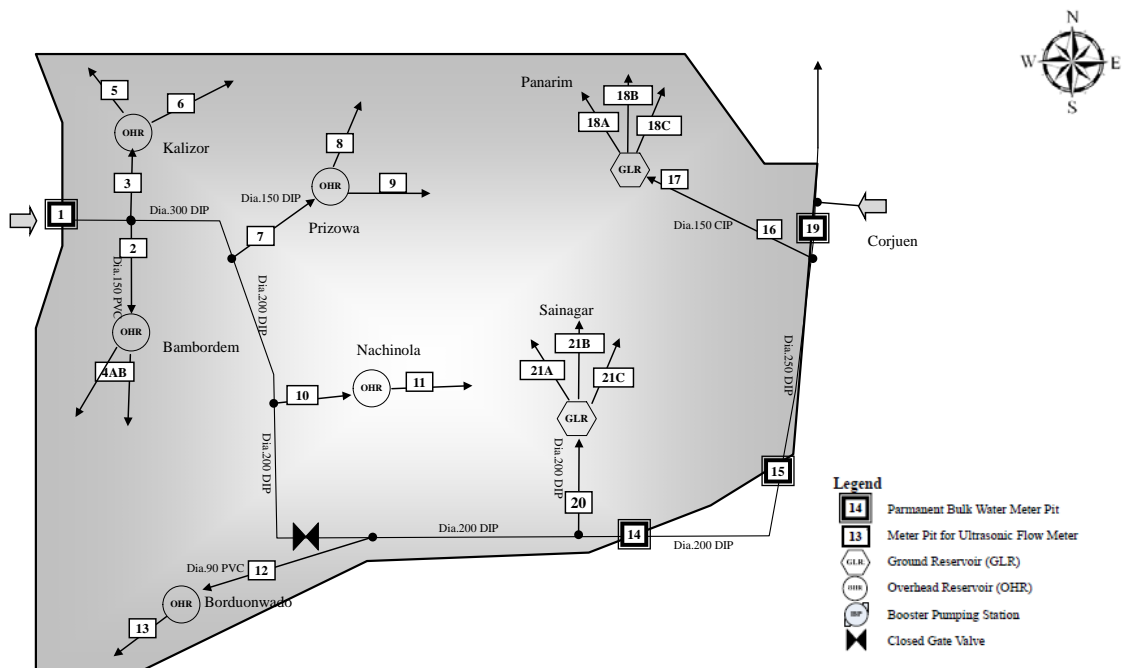 N
W
E
S
Panarim
5
6
18B
18A
18C
OHR
Kalizor
8
GLR
3
OHR
9
17
Dia.150 DIP
1
Dia.300 DIP
Prizowa
Dia.150 CIP
16
19
Corjuen
7
2
Dia.150 PVC
Dia.200 DIP
OHR
Bambordem
Sainagar
21B
Dia.250 DIP
Nachinola
21A
21C
4AB
10
OHR
11
GLR
Dia.200 DIP
Dia.200 DIP
15
20
Dia.200 DIP
14
Dia.200 DIP
Dia.90 PVC
12
OHR
Borduonwado
13
Legend
14 Parmanent Bulk Water Meter Pit
13 Meter Pit for Ultrasonic Flow Meter
GLR Ground Reservoir (GLR)
OHR Overhead Reservoir (OHR)
Booster Pumping Station
Closed Gate Valve